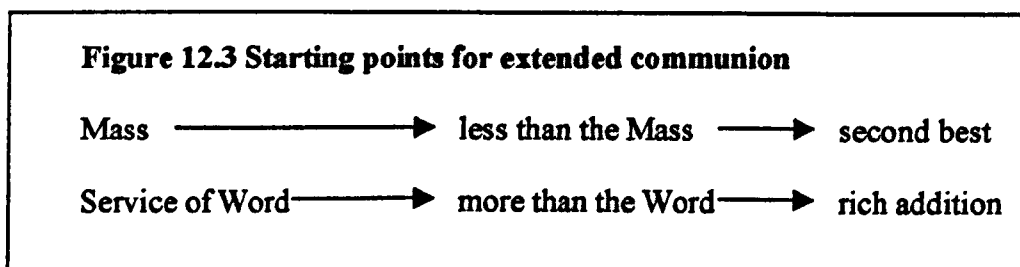 Figure 12.3 Starting points for extended communion
Mass less than the Mass second best
Service of Word more than the Word rich addition